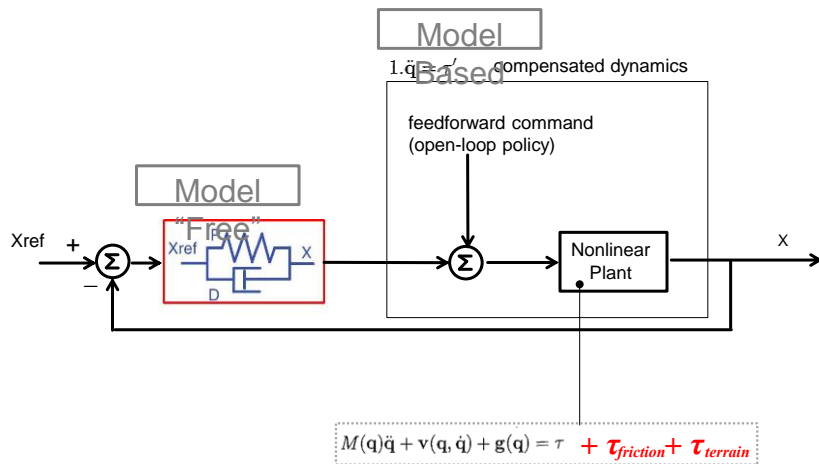 Model
Based
1.q̈ = τ′ compensated dynamics
feedforward command
(open-loop policy)
Model
“Free”
Xref
+
Σ
−
P
Xref
X
D
Σ
Nonlinear
Plant
X
M(q)q̈ + v(q, q̇) + g(q) = τ + τfriction + τterrain